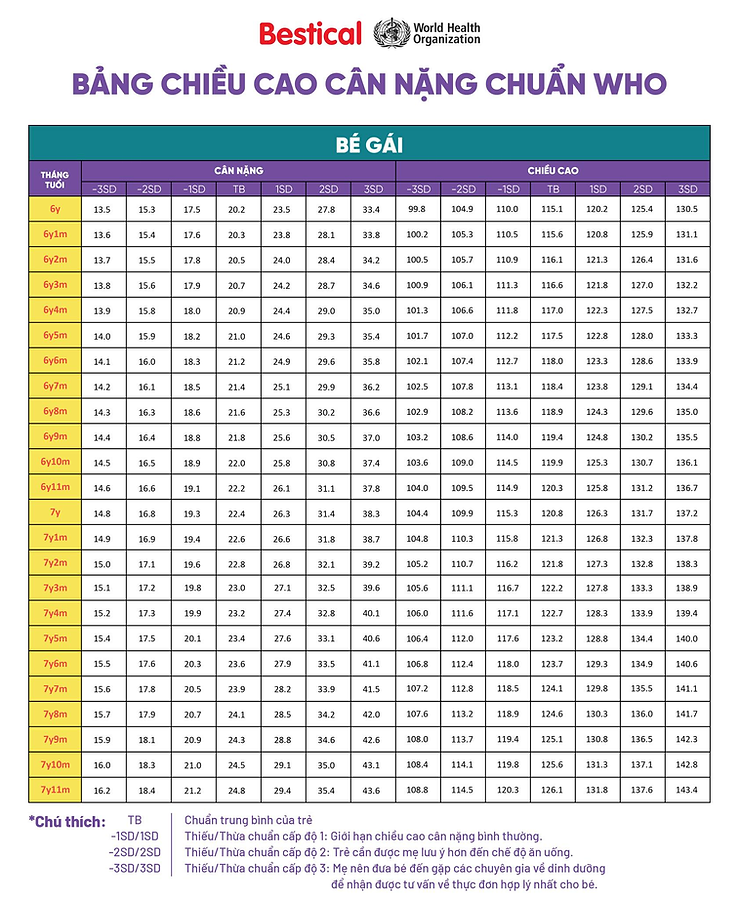 Bestical World Health
Organization
BẢNG CHIỀU CAO CÂN NẶNG CHUẨN WHO
BÉ GÁI
THÁNG TUỔI CÂN NẶNG CHIỀU CAO
-3SD -2SD -1SD TB 1SD 2SD 3SD -3SD -2SD -1SD TB 1SD 2SD 3SD
6y 13.5 15.3 17.5 20.2 23.5 27.8 33.4 99.8 104.9 110.0 115.1 120.2 125.4 130.5
6y1m 13.6 15.4 17.6 20.3 23.8 28.1 33.8 100.2 105.3 110.5 115.6 120.8 125.9 131.1
6y2m 13.7 15.5 17.8 20.5 24.0 28.4 34.2 100.5 105.7 110.9 116.1 121.3 126.4 131.6
6y3m 13.8 15.6 17.9 20.7 24.2 28.7 34.6 100.9 106.1 111.3 116.6 121.8 127.0 132.2
6y4m 13.9 15.8 18.0 20.9 24.4 29.0 35.0 101.3 106.6 111.8 117.0 122.3 127.5 132.7
6y5m 14.0 15.9 18.2 21.0 24.6 29.3 35.4 101.7 107.0 112.2 117.5 122.8 128.0 133.3
6y6m 14.1 16.0 18.3 21.2 24.9 29.6 35.8 102.1 107.4 112.7 118.0 123.3 128.6 133.9
6y7m 14.2 16.1 18.5 21.4 25.1 29.9 36.2 102.5 107.8 113.1 118.4 123.8 129.1 134.4
6y8m 14.3 16.3 18.6 21.6 25.3 30.2 36.6 102.9 108.2 113.6 118.9 124.3 129.6 135.0
6y9m 14.4 16.4 18.8 21.8 25.6 30.5 37.0 103.2 108.6 114.0 119.4 124.8 130.2 135.5
6y10m 14.5 16.5 18.9 22.0 25.8 30.8 37.4 103.6 109.0 114.5 119.9 125.3 130.7 136.1
6y11m 14.6 16.6 19.1 22.2 26.1 31.1 37.8 104.0 109.5 114.9 120.3 125.8 131.2 136.7
7y 14.8 16.8 19.3 22.4 26.3 31.4 38.3 104.4 109.9 115.3 120.8 126.3 131.7 137.2
7y1m 14.9 16.9 19.4 22.6 26.6 31.8 38.7 104.8 110.3 115.8 121.3 126.8 132.3 137.8
7y2m 15.0 17.1 19.6 22.8 26.8 32.1 39.2 105.2 110.7 116.2 121.8 127.3 132.8 138.3
7y3m 15.1 17.2 19.8 23.0 27.1 32.5 39.6 105.6 111.1 116.7 122.2 127.8 133.3 138.9
7y4m 15.2 17.3 19.9 23.2 27.4 32.8 40.1 106.0 111.6 117.1 122.7 128.3 133.9 139.4
7y5m 15.4 17.5 20.1 23.4 27.6 33.1 40.6 106.4 112.0 117.6 123.2 128.8 134.4 140.0
7y6m 15.5 17.6 20.3 23.6 27.9 33.5 41.1 106.8 112.4 118.0 123.7 129.3 134.9 140.6
7y7m 15.6 17.8 20.5 23.9 28.2 33.9 41.5 107.2 112.8 118.5 124.1 129.8 135.5 141.1
7y8m 15.7 17.9 20.7 24.1 28.5 34.2 42.0 107.6 113.2 118.9 124.6 130.3 136.0 141.7
7y9m 15.9 18.1 20.9 24.3 28.8 34.6 42.6 108.0 113.7 119.4 125.1 130.8 136.5 142.3
7y10m 16.0 18.3 21.0 24.5 29.1 35.0 43.1 108.4 114.1 119.8 125.6 131.3 137.1 142.8
7y11m 16.2 18.4 21.2 24.8 29.4 35.4 43.6 108.8 114.5 120.3 126.1 131.8 137.6 143.4
*Chú thích: TB Chuẩn trung bình của trẻ
-1SD/1SD Thiếu/Thừa chuẩn cấp độ 1: Giới hạn chiều cao cân nặng bình thường.
-2SD/2SD Thiếu/Thừa chuẩn cấp độ 2: Trẻ cần được mẹ lưu ý hơn đến chế độ ăn uống.
-3SD/3SD Thiếu/Thừa chuẩn cấp độ 3: Mẹ nên đưa bé đến gặp các chuyên gia về dinh dưỡng
để nhận được tư vấn về thực đơn hợp lý nhất cho bé.